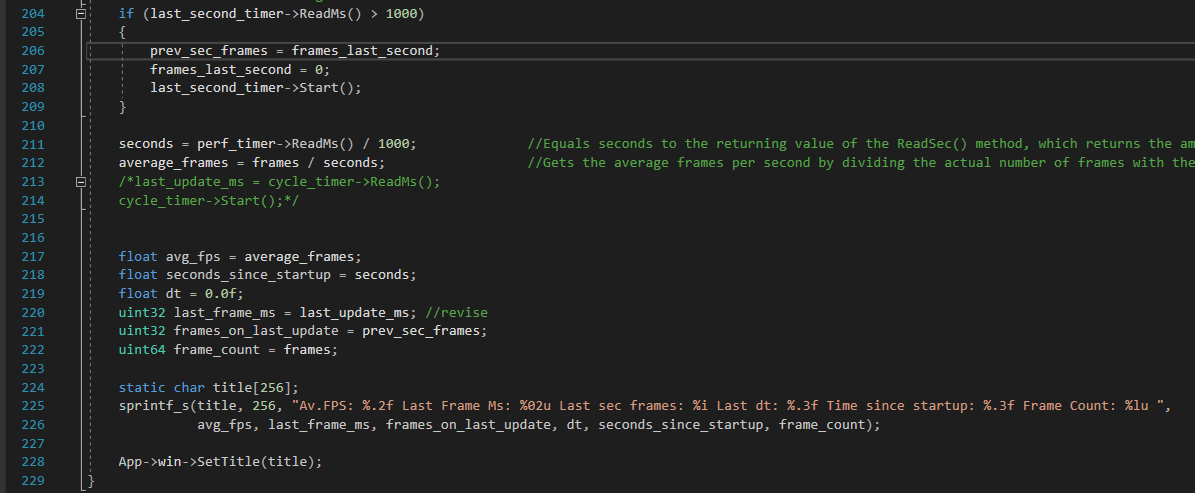 204 if (last_second_timer->ReadMs() > 1000)
205 {
206 prev_sec_frames = frames_last_second;
207 frames_last_second = 0;
208 last_second_timer->Start();
209 }
210
211 seconds = perf_timer->ReadMs() / 1000; //Equals seconds to the returning value of the ReadSec() method, which returns the am
212 average_frames = frames / seconds; //Gets the average frames per second by dividing the actual number of frames with the
213 /*last_update_ms = cycle_timer->ReadMs();
214 cycle_timer->Start();*/
215
216
217 float avg_fps = average_frames;
218 float seconds_since_startup = seconds;
219 float dt = 0.0f;
220 uint32 last_frame_ms = last_update_ms; //revise
221 uint32 frames_on_last_update = prev_sec_frames;
222 uint64 frame_count = frames;
223
224 static char title[256];
225 sprintf_s(title, 256, "Av.FPS: %.2f Last Frame Ms: %02u Last sec frames: %i Last dt: %.3f Time since startup: %.3f Frame Count: %lu ",
226 avg_fps, last_frame_ms, frames_on_last_update, dt, seconds_since_startup, frame_count);
227
228 App->win->SetTitle(title);
229 }